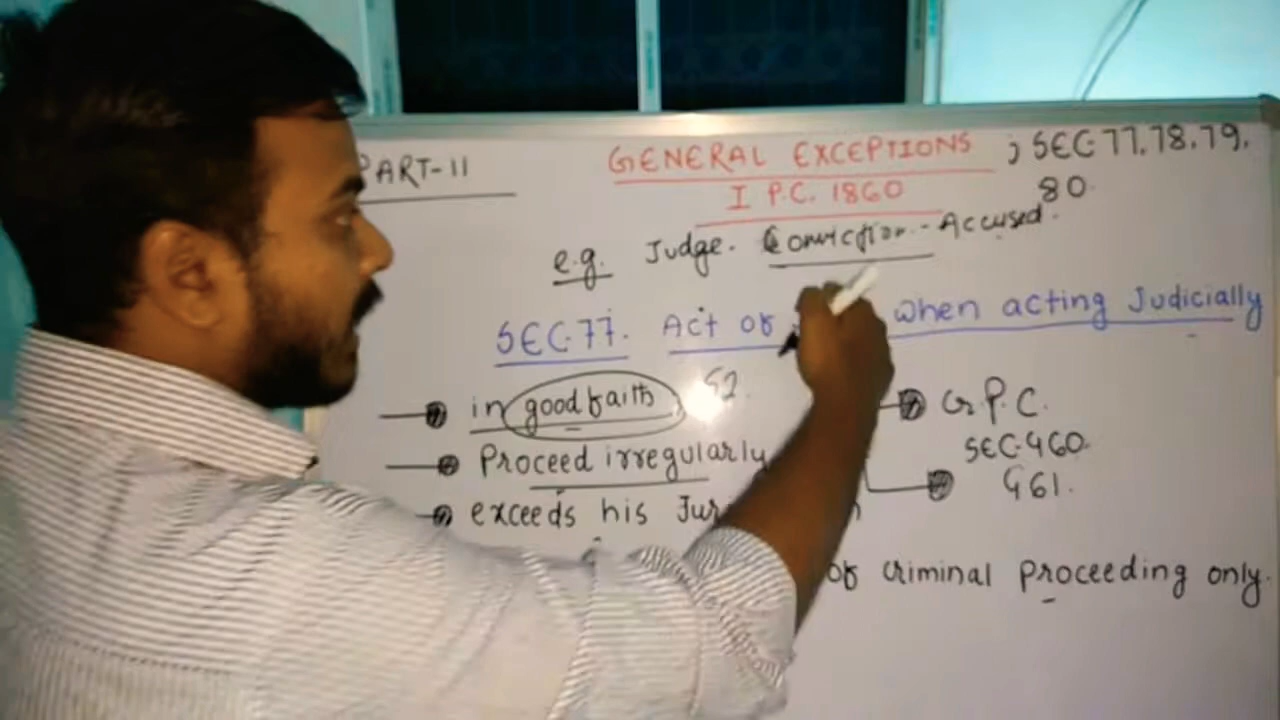 PART-II
GENERAL EXCEPTIONS ; SEC 77, 78, 79,
I P.C. 1860 80.
e.g. Judge. Conviction - Accused.
SEC.77. Act of when acting Judicially
in good faith 52.
Proceed irregularly
exceeds his
Cr.P.C.
SEC.460.
461.
of criminal proceeding only.